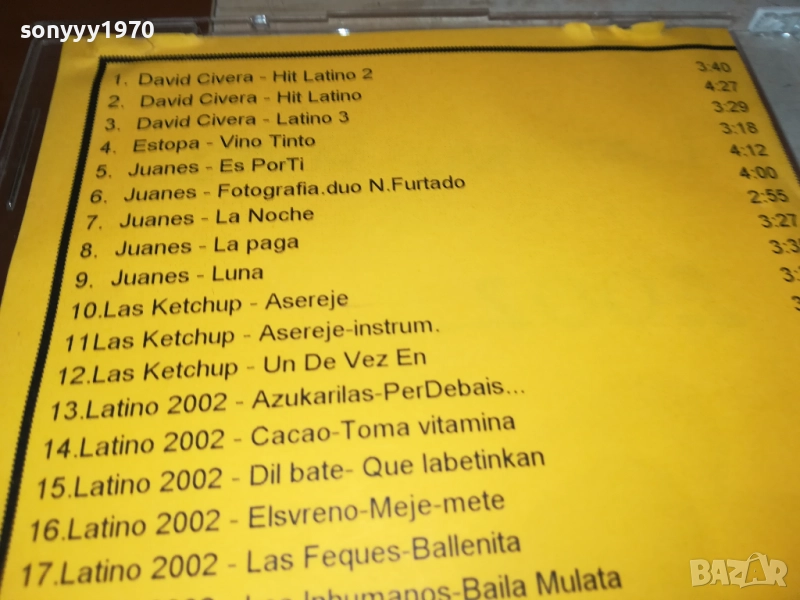 sonyyy1970
1. David Civera - Hit Latino 2 3:40
2. David Civera - Hit Latino 4:27
3. David Civera - Latino 3 3:29
4. Estopa - Vino Tinto 3:18
5. Juanes - Es PorTi 4:12
6. Juanes - Fotografia.duo N.Furtado 4:00
7. Juanes - La Noche 2:55
8. Juanes - La paga 3:27
9. Juanes - Luna
10.Las Ketchup - Asereje
11Las Ketchup - Asereje-instrum.
12.Las Ketchup - Un De Vez En
13.Latino 2002 - Azukarilas-PerDebais...
14.Latino 2002 - Cacao-Toma vitamina
15.Latino 2002 - Dil bate- Que labetinkan
16.Latino 2002 - Elsvreno-Meje-mete
17.Latino 2002 - Las Feques-Ballenita
Inhumanos-Baila Mulata
БАZАР